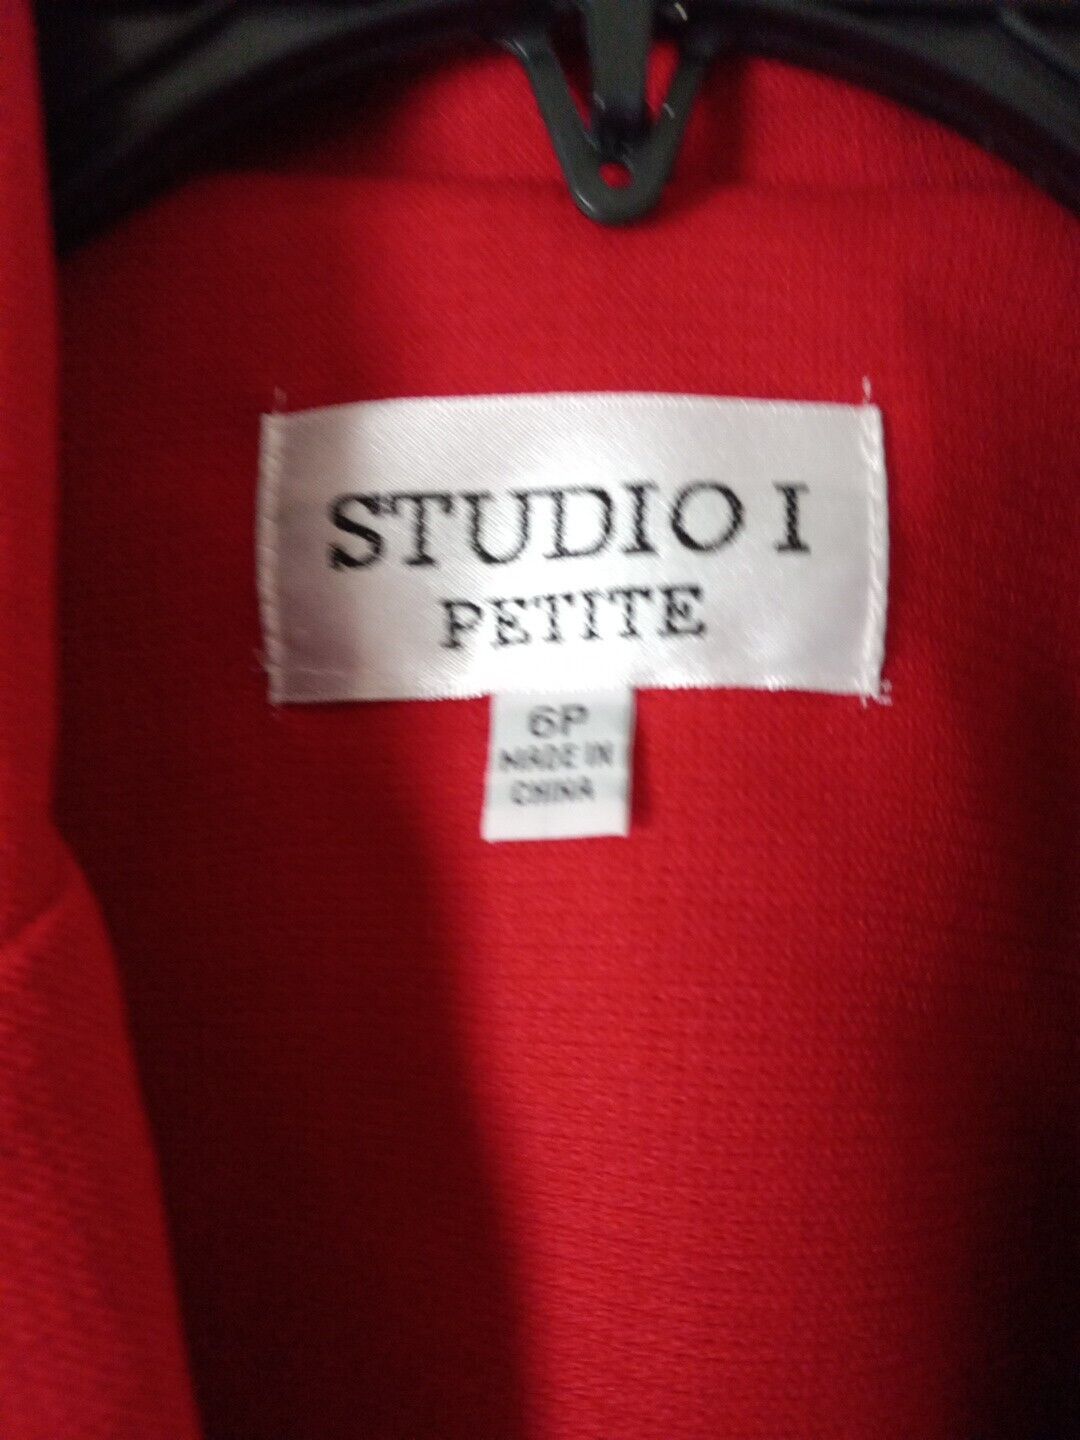 STUDIO I
PETITE
6P
MADE IN
CHINA